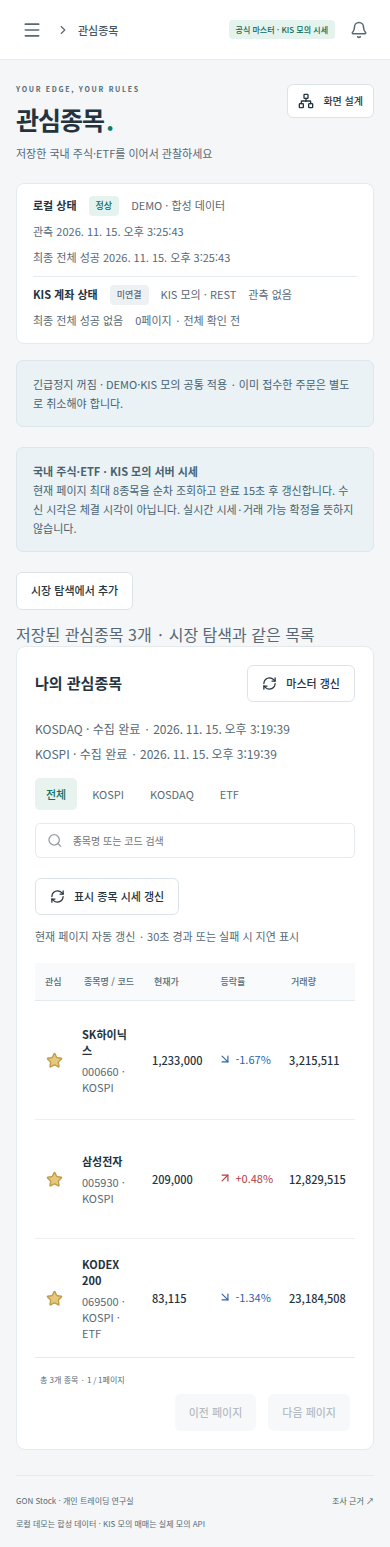 관심종목
공식 마스터 · KIS 모의 시세
YOUR EDGE, YOUR RULES
관심종목.
화면 설계
저장한 국내 주식·ETF를 이어서 관찰하세요
로컬 상태 정상 DEMO · 합성 데이터
관측 2026. 11. 15. 오후 3:25:43
최종 전체 성공 2026. 11. 15. 오후 3:25:43
KIS 계좌 상태 미연결 KIS 모의 · REST 관측 없음
최종 전체 성공 없음 0페이지 · 전체 확인 전
긴급정지 꺼짐 · DEMO·KIS 모의 공통 적용 · 이미 접수한 주문은 별도
로 취소해야 합니다.
국내 주식·ETF · KIS 모의 서버 시세
현재 페이지 최대 8종목을 순차 조회하고 완료 15초 후 갱신합니다. 수
신 시각은 체결 시각이 아닙니다. 실시간 시세·거래 가능 확정을 뜻하지
않습니다.
시장 탐색에서 추가
저장된 관심종목 3개 · 시장 탐색과 같은 목록
나의 관심종목
마스터 갱신
KOSDAQ · 수집 완료 · 2026. 11. 15. 오후 3:19:39
KOSPI · 수집 완료 · 2026. 11. 15. 오후 3:19:39
전체 KOSPI KOSDAQ ETF
종목명 또는 코드 검색
표시 종목 시세 갱신
현재 페이지 자동 갱신 · 30초 경과 또는 실패 시 지연 표시
관심 종목명 / 코드 현재가 등락률 거래량
SK하이닉
스
000660 ·
KOSPI
1,233,000 -1.67% 3,215,511
삼성전자
005930 ·
KOSPI
209,000 +0.48% 12,829,515
KODEX
200
069500 ·
KOSPI ·
ETF
83,115 -1.34% 23,184,508
총 3개 종목 · 1 / 1페이지
이전 페이지 다음 페이지
GON Stock · 개인 트레이딩 연구실
조사 근거 ↗
로컬 데모는 합성 데이터 · KIS 모의 매매는 실제 모의 API